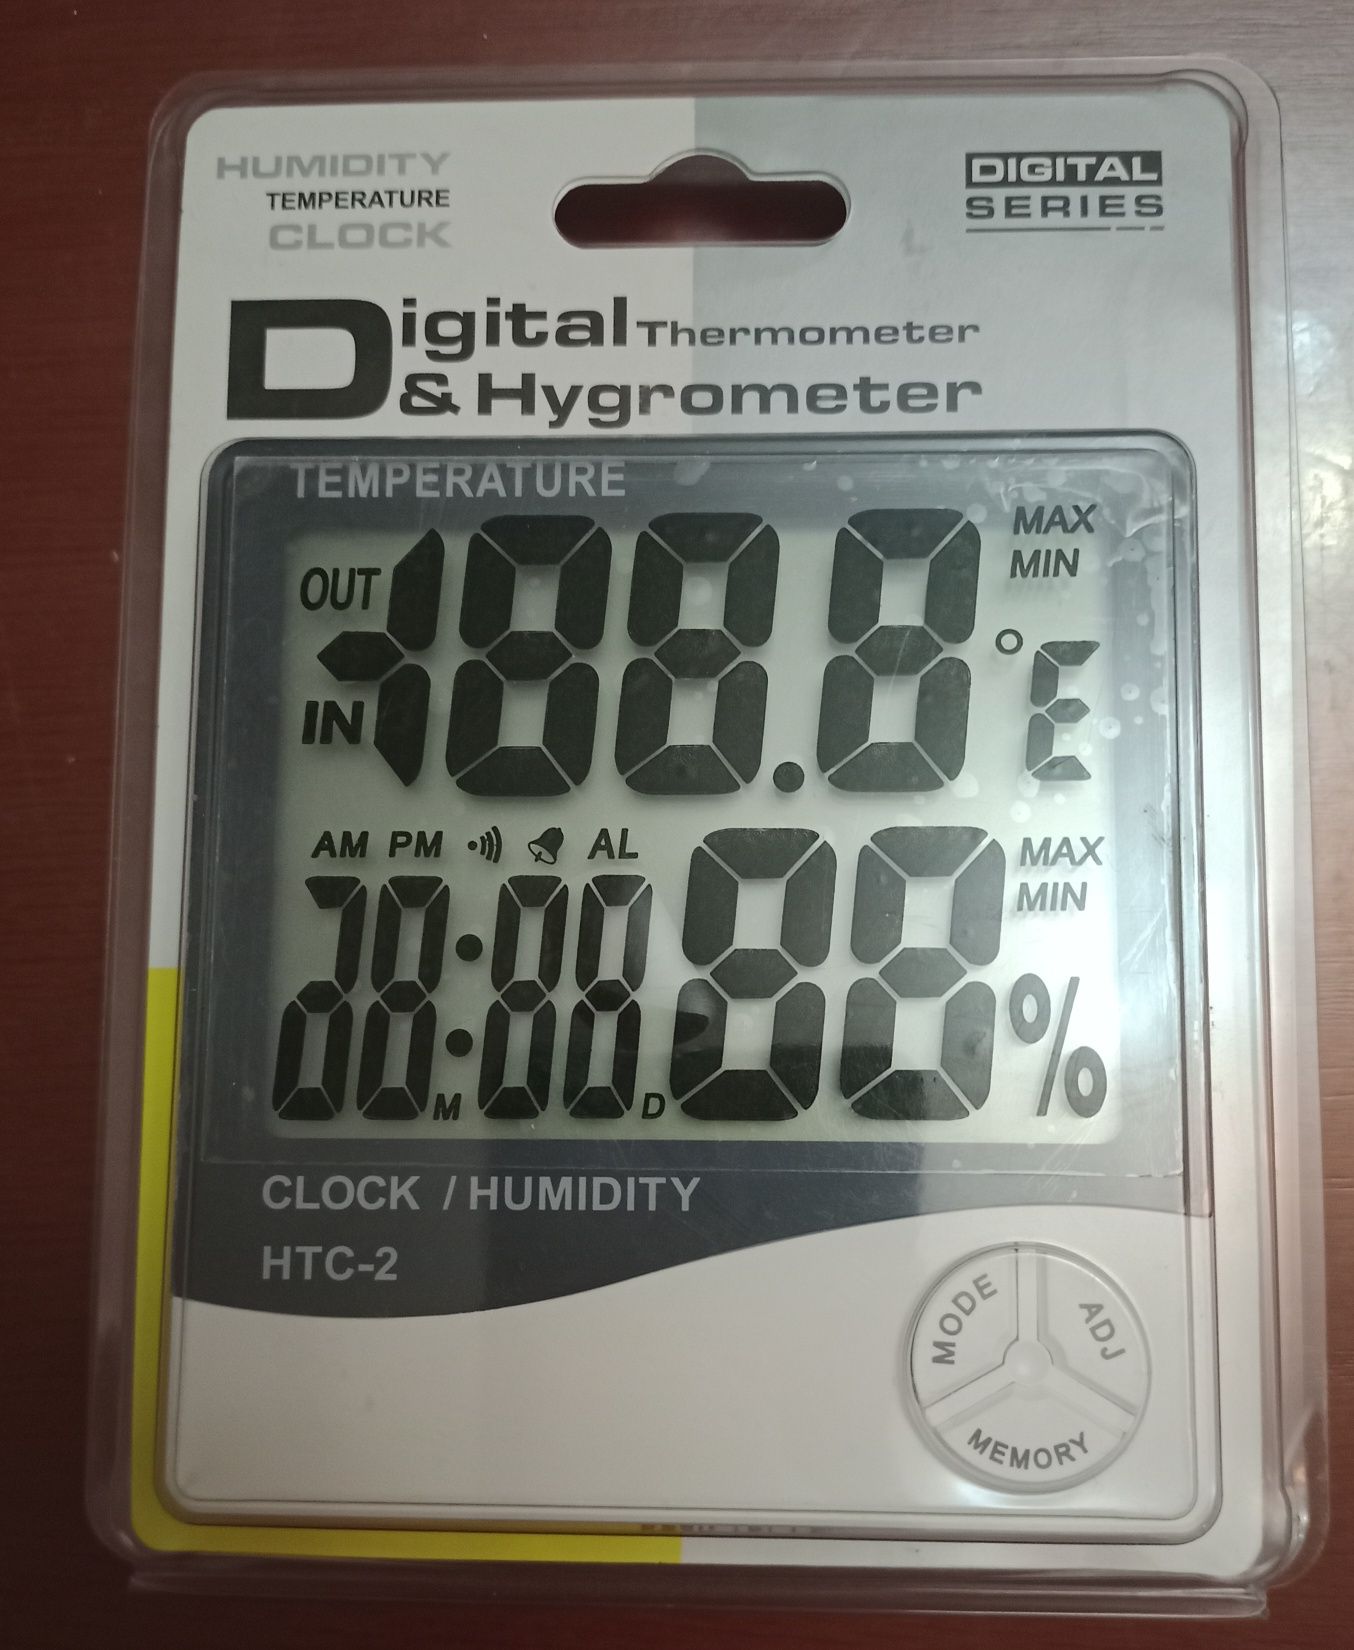 HUMIDITY
TEMPERATURE
CLOCK
DIGITAL
SERIES
Digital Thermometer
& Hygrometer
TEMPERATURE
OUT
IN
188.8
MAX
MIN
°E
AM PM AL
MAX
MIN
88
%
M
D
CLOCK / HUMIDITY
HTC-2
MODE
ADJ
MEMORY